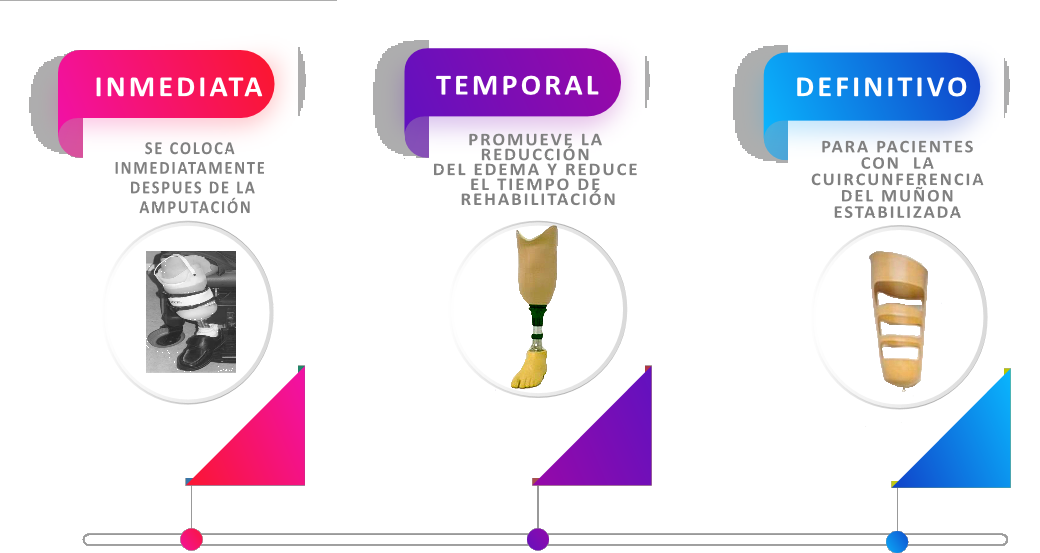 INMEDIATA
SE COLOCA
INMEDIATAMENTE
DESPUES DE LA
AMPUTACIÓN
TEMPORAL
PROMUEVE LA
REDUCCIÓN
DEL EDEMA Y REDUCE
EL TIEMPO DE
REHABILITACIÓN
DEFINITIVO
PARA PACIENTES
CON LA
CUIRCUNFERENCIA
DEL MUÑON
ESTABILIZADA